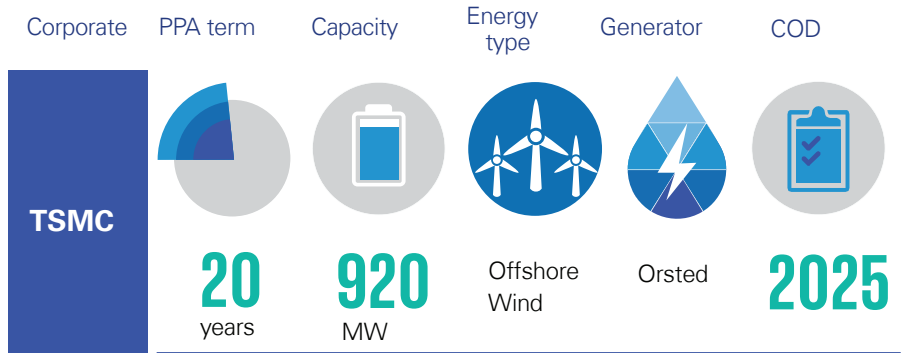 Corporate
PPA term
Capacity
Energy
type
Generator
COD
TSMC
20
years
920
MW
Offshore
Wind
Orsted
2025